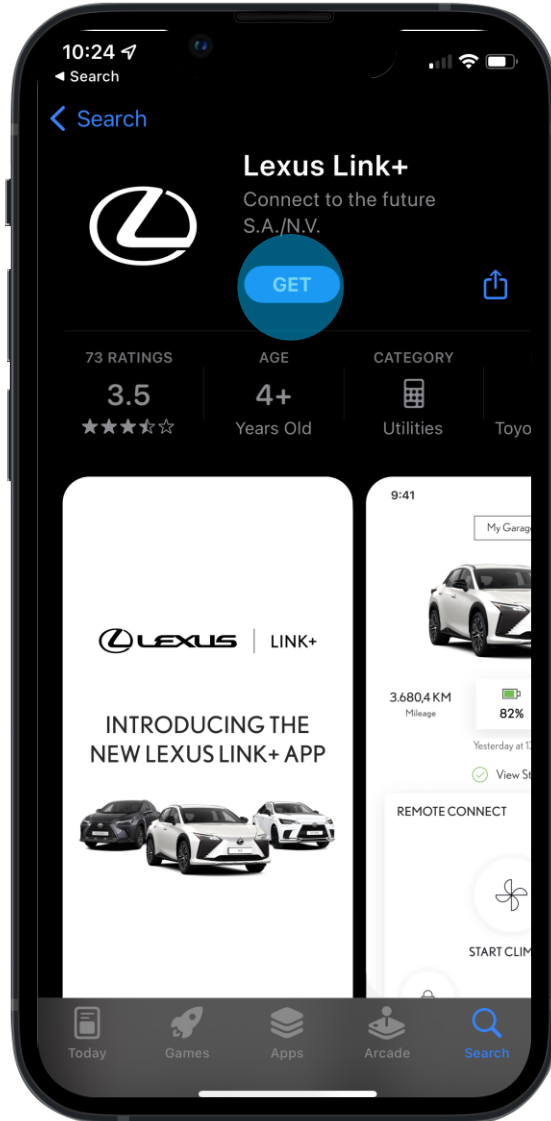 10:24
◀ Search
Search
Lexus Link+
Connect to the future
S.A./N.V.
GET
73 RATINGS
AGE
CATEGORY
3.5
4+
Years Old
Utilities
Toyo
9:41
My Garag
LEXUS | LINK+
INTRODUCING THE
NEW LEXUS LINK+ APP
3.680,4 KM
Mileage
82%
Yesterday at 13
View St
REMOTE CONNECT
START CLIM
Today
Games
Apps
Arcade
Search